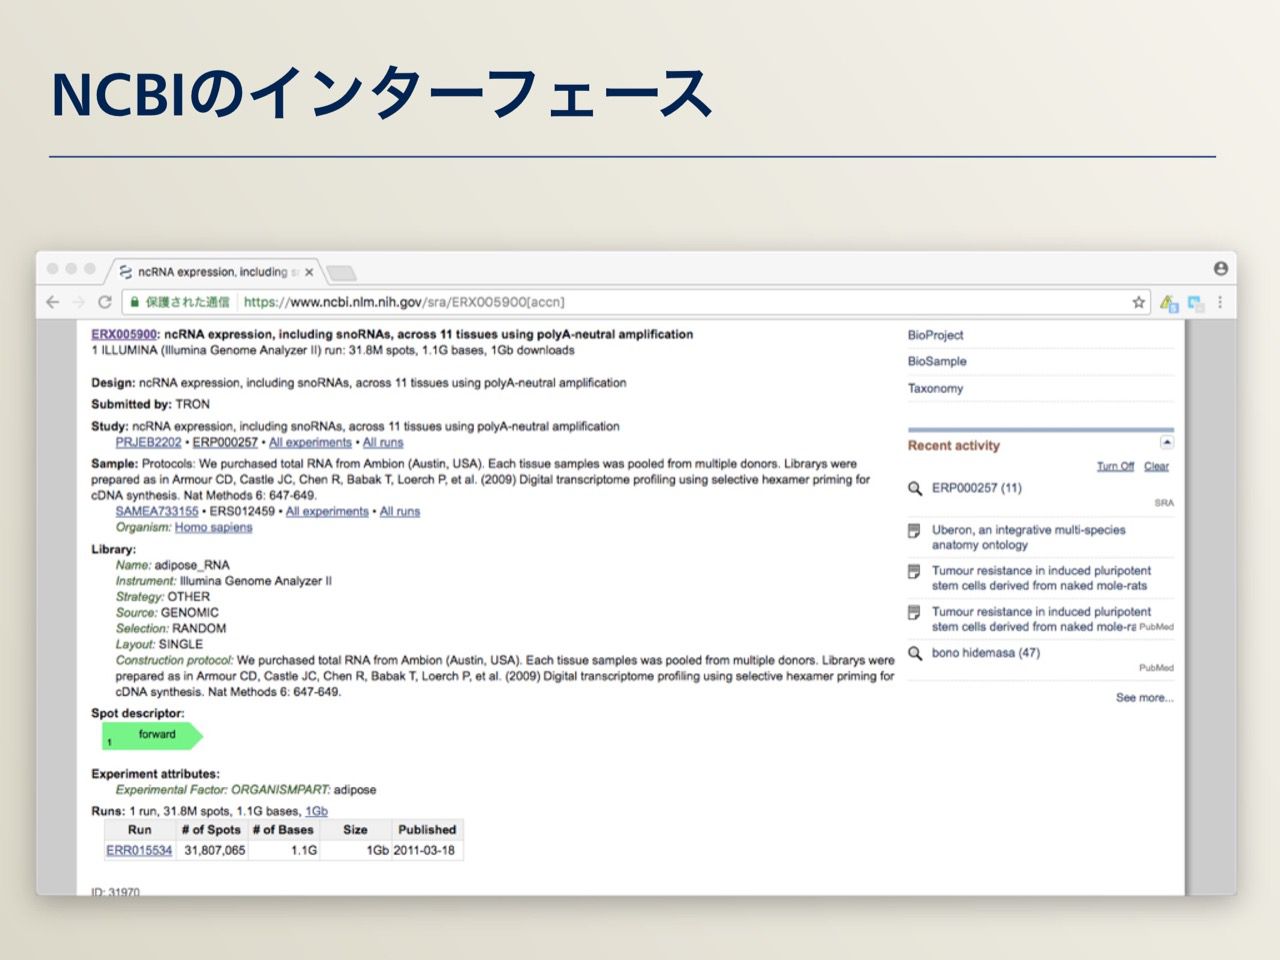 NCBIのインターフェース
ncRNA expression, including
保護された通信 https://www.ncbi.nlm.nih.gov/sra/ERX005900[accn]
ERX005900: ncRNA expression, including snoRNAs, across 11 tissues using polyA-neutral amplification
1 ILLUMINA (Illumina Genome Analyzer II) run: 31.8M spots, 1.1G bases, 1Gb downloads
Design: ncRNA expression, including snoRNAs, across 11 tissues using polyA-neutral amplification
Submitted by: TRON
Study: ncRNA expression, including snoRNAs, across 11 tissues using polyA-neutral amplification
PRJEB2202 • ERP000257 • All experiments • All runs
Sample: Protocols: We purchased total RNA from Ambion (Austin, USA). Each tissue samples was pooled from multiple donors. Librarys were
prepared as in Armour CD, Castle JC, Chen R, Babak T, Loerch P, et al. (2009) Digital transcriptome profiling using selective hexamer priming for
cDNA synthesis. Nat Methods 6: 647-649.
SAMEA733155 • ERS012459 • All experiments • All runs
Organism: Homo sapiens
Library:
Name: adipose_RNA
Instrument: Illumina Genome Analyzer II
Strategy: OTHER
Source: GENOMIC
Selection: RANDOM
Layout: SINGLE
Construction protocol: We purchased total RNA from Ambion (Austin, USA). Each tissue samples was pooled from multiple donors. Librarys were
prepared as in Armour CD, Castle JC, Chen R, Babak T, Loerch P, et al. (2009) Digital transcriptome profiling using selective hexamer priming for
cDNA synthesis. Nat Methods 6: 647-649.
Spot descriptor:
1 forward
Experiment attributes:
Experimental Factor: ORGANISMPART: adipose
Runs: 1 run, 31.8M spots, 1.1G bases, 1Gb
Run # of Spots # of Bases Size Published
ERR015534 31,807,065 1.1G 1Gb 2011-03-18
ID: 31970
BioProject
BioSample
Taxonomy
Recent activity
Turn Off Clear
ERP000257 (11)
SRA
Uberon, an integrative multi-species
anatomy ontology
Tumour resistance in induced pluripotent
stem cells derived from naked mole-rats
Tumour resistance in induced pluripotent
stem cells derived from naked mole-ra PubMed
bono hidemasa (47)
PubMed
See more...